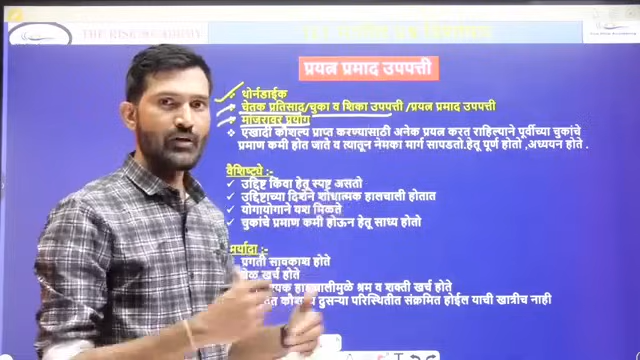 THE RISE ACADEMY
प्रयत्न प्रमाद उपपत्ती
थोर्नडाईक
चेतक प्रतिसाद/चुका व शिका उपपत्ती /प्रयत्न प्रमाद उपपत्ती
मांजरावर प्रयोग
एखादी कौशल्य प्राप्त करण्यासाठी अनेक प्रयत्न करत राहिल्याने पूर्वीच्या चुकांचे
प्रमाण कमी होत जाते व त्यातून नेमका मार्ग सापडतो.हेतू पूर्ण होतो ,अध्ययन होते .
वैशिष्ट्ये :-
उद्दिष्ट किंवा हेतू स्पष्ट असतो
उद्दिष्टाच्या दिशेने शोधात्मक हालचाली होतात
योगायोगाने यश मिळते
चुकांचे प्रमाण कमी होऊन हेतू साध्य होतो
मर्यादा :-
प्रगती सावकाश होते
वेळ खर्च होते
हालचालीमुळे श्रम व शक्ती खर्च होते
दुसऱ्या परिस्थितीत संक्रमित होईल याची खात्रीच नाही